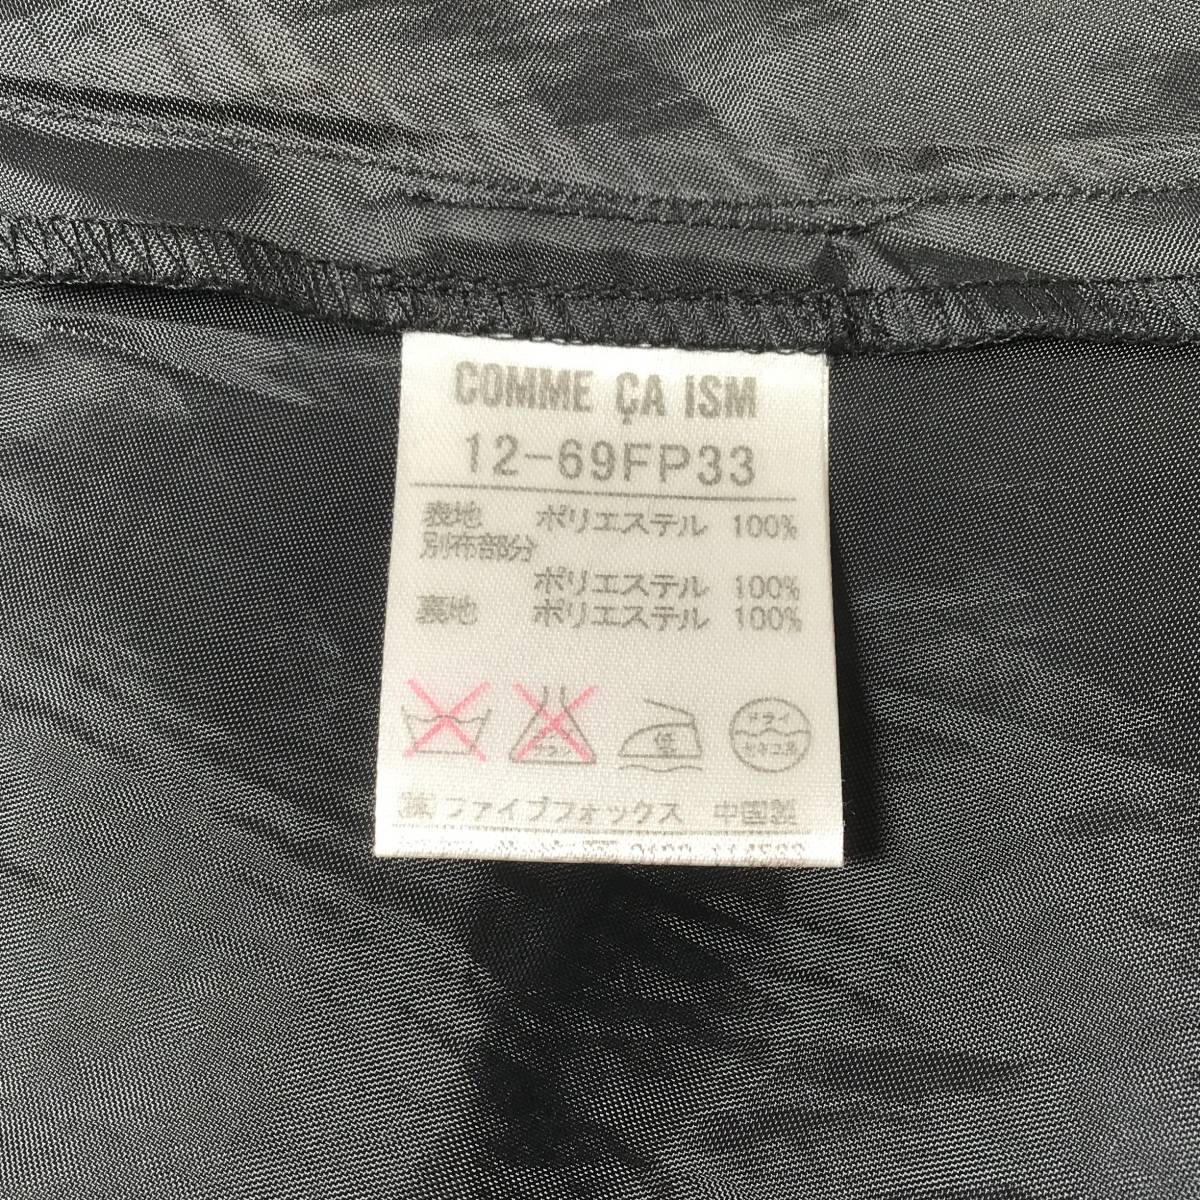 COMME ÇA ISM
12-69FP33
表地 ポリエステル 100%
別布部分
ポリエステル 100%
裏地 ポリエステル 100%
低
ドライ
セキユ系
(株)ファイブフォックス 中国製